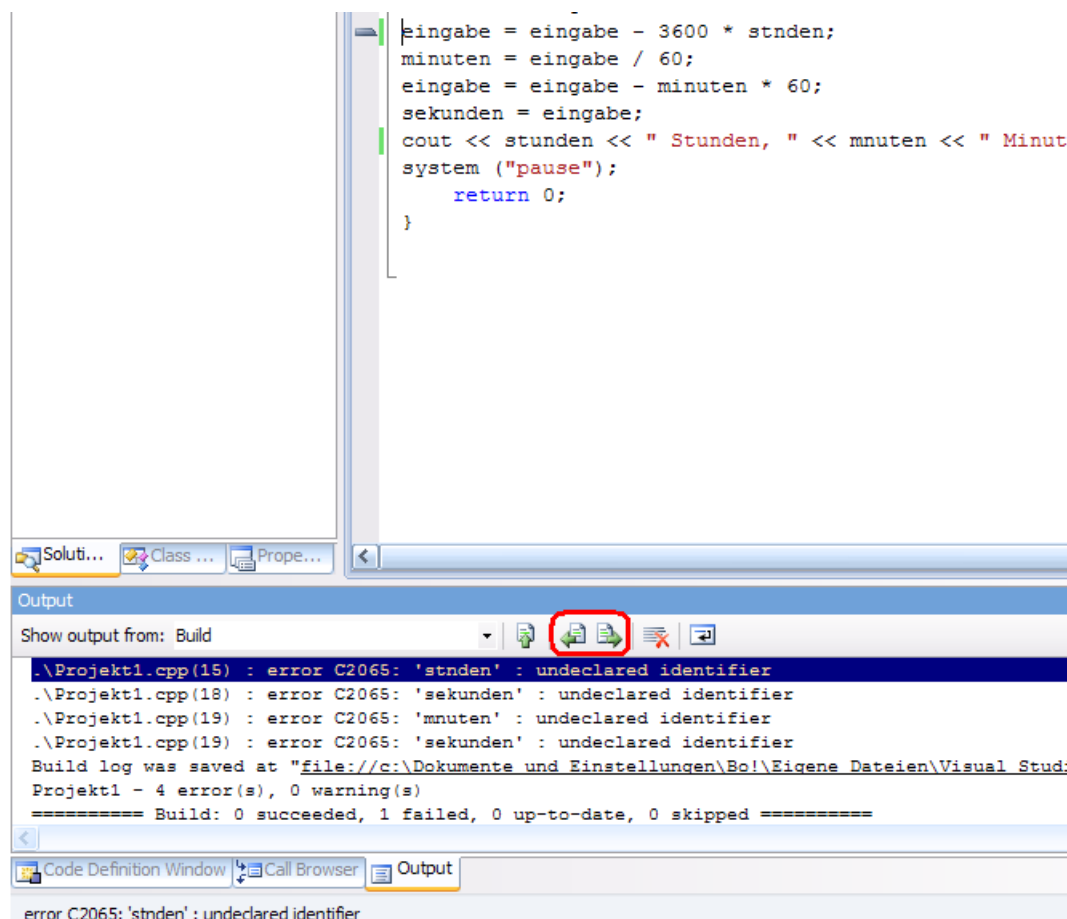 eingabe = eingabe - 3600 * stnden;
minuten = eingabe / 60;
eingabe = eingabe - minuten * 60;
sekunden = eingabe;
cout << stunden << " Stunden, " << mnuten << " Minut
system ("pause");
return 0;
}
Soluti... Class ... Prope...
Output
Show output from: Build
.\Projekt1.cpp(15) : error C2065: 'stnden' : undeclared identifier
.\Projekt1.cpp(18) : error C2065: 'sekunden' : undeclared identifier
.\Projekt1.cpp(19) : error C2065: 'mnuten' : undeclared identifier
.\Projekt1.cpp(19) : error C2065: 'sekunden' : undeclared identifier
Build log was saved at "file://c:\Dokumente und Einstellungen\Bo!\Eigene Dateien\Visual Studi
Projekt1 - 4 error(s), 0 warning(s)
========== Build: 0 succeeded, 1 failed, 0 up-to-date, 0 skipped ==========
Code Definition Window Call Browser Output
error C2065: 'stnden' : undeclared identifier